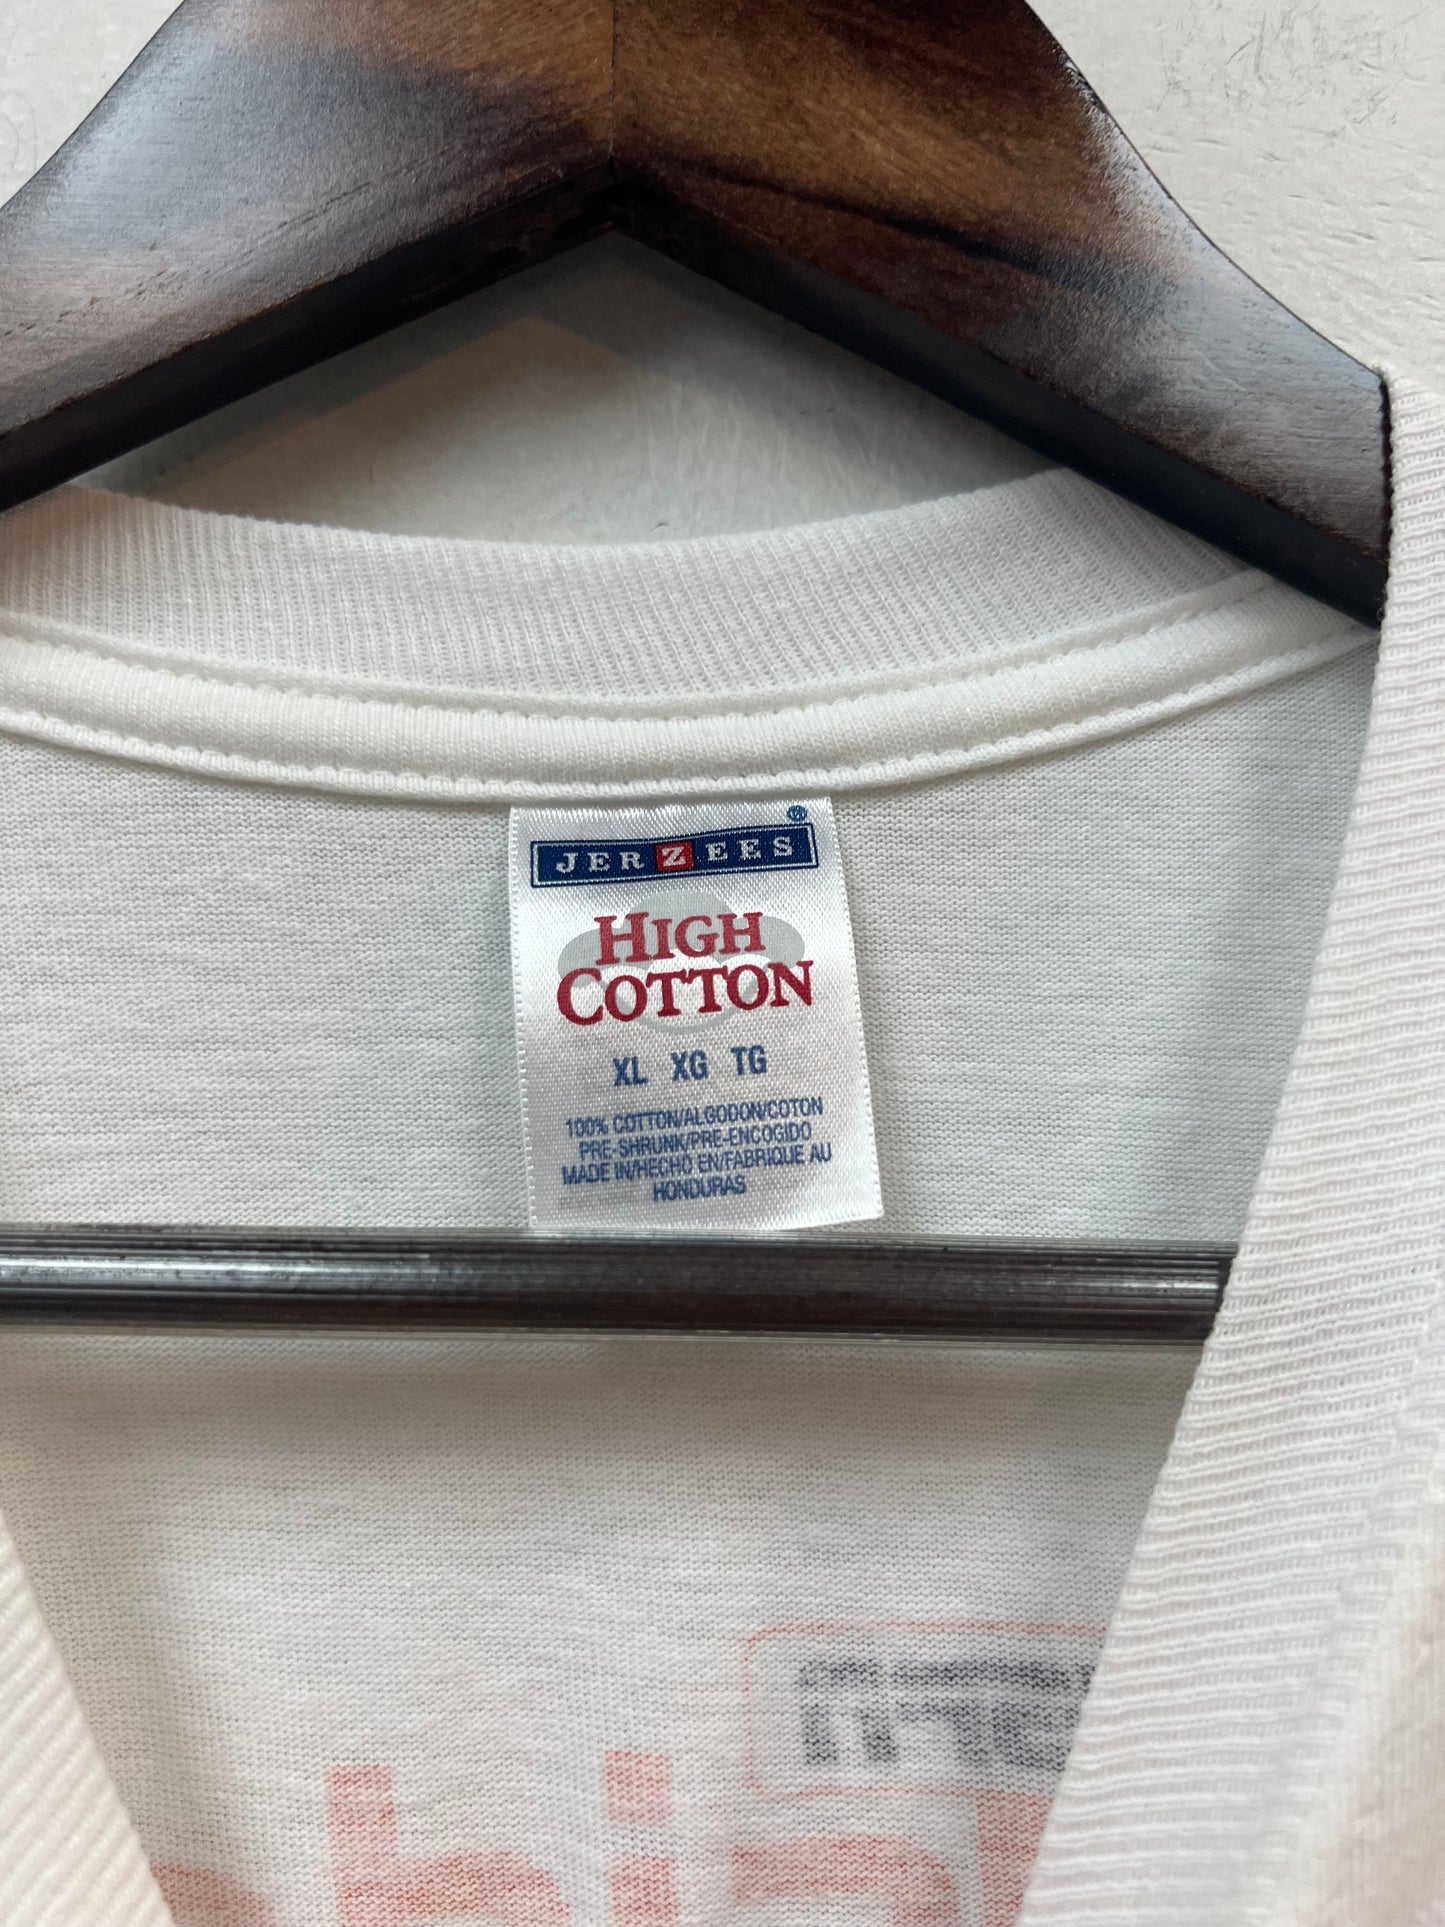 JERZEES®
HIGH
COTTON
XL XG TG
100% COTTON/ALGODON/COTON
PRE-SHRUNK/PRE-ENCOGIDO
MADE IN/HECHO EN/FABRIQUE AU
HONDURAS